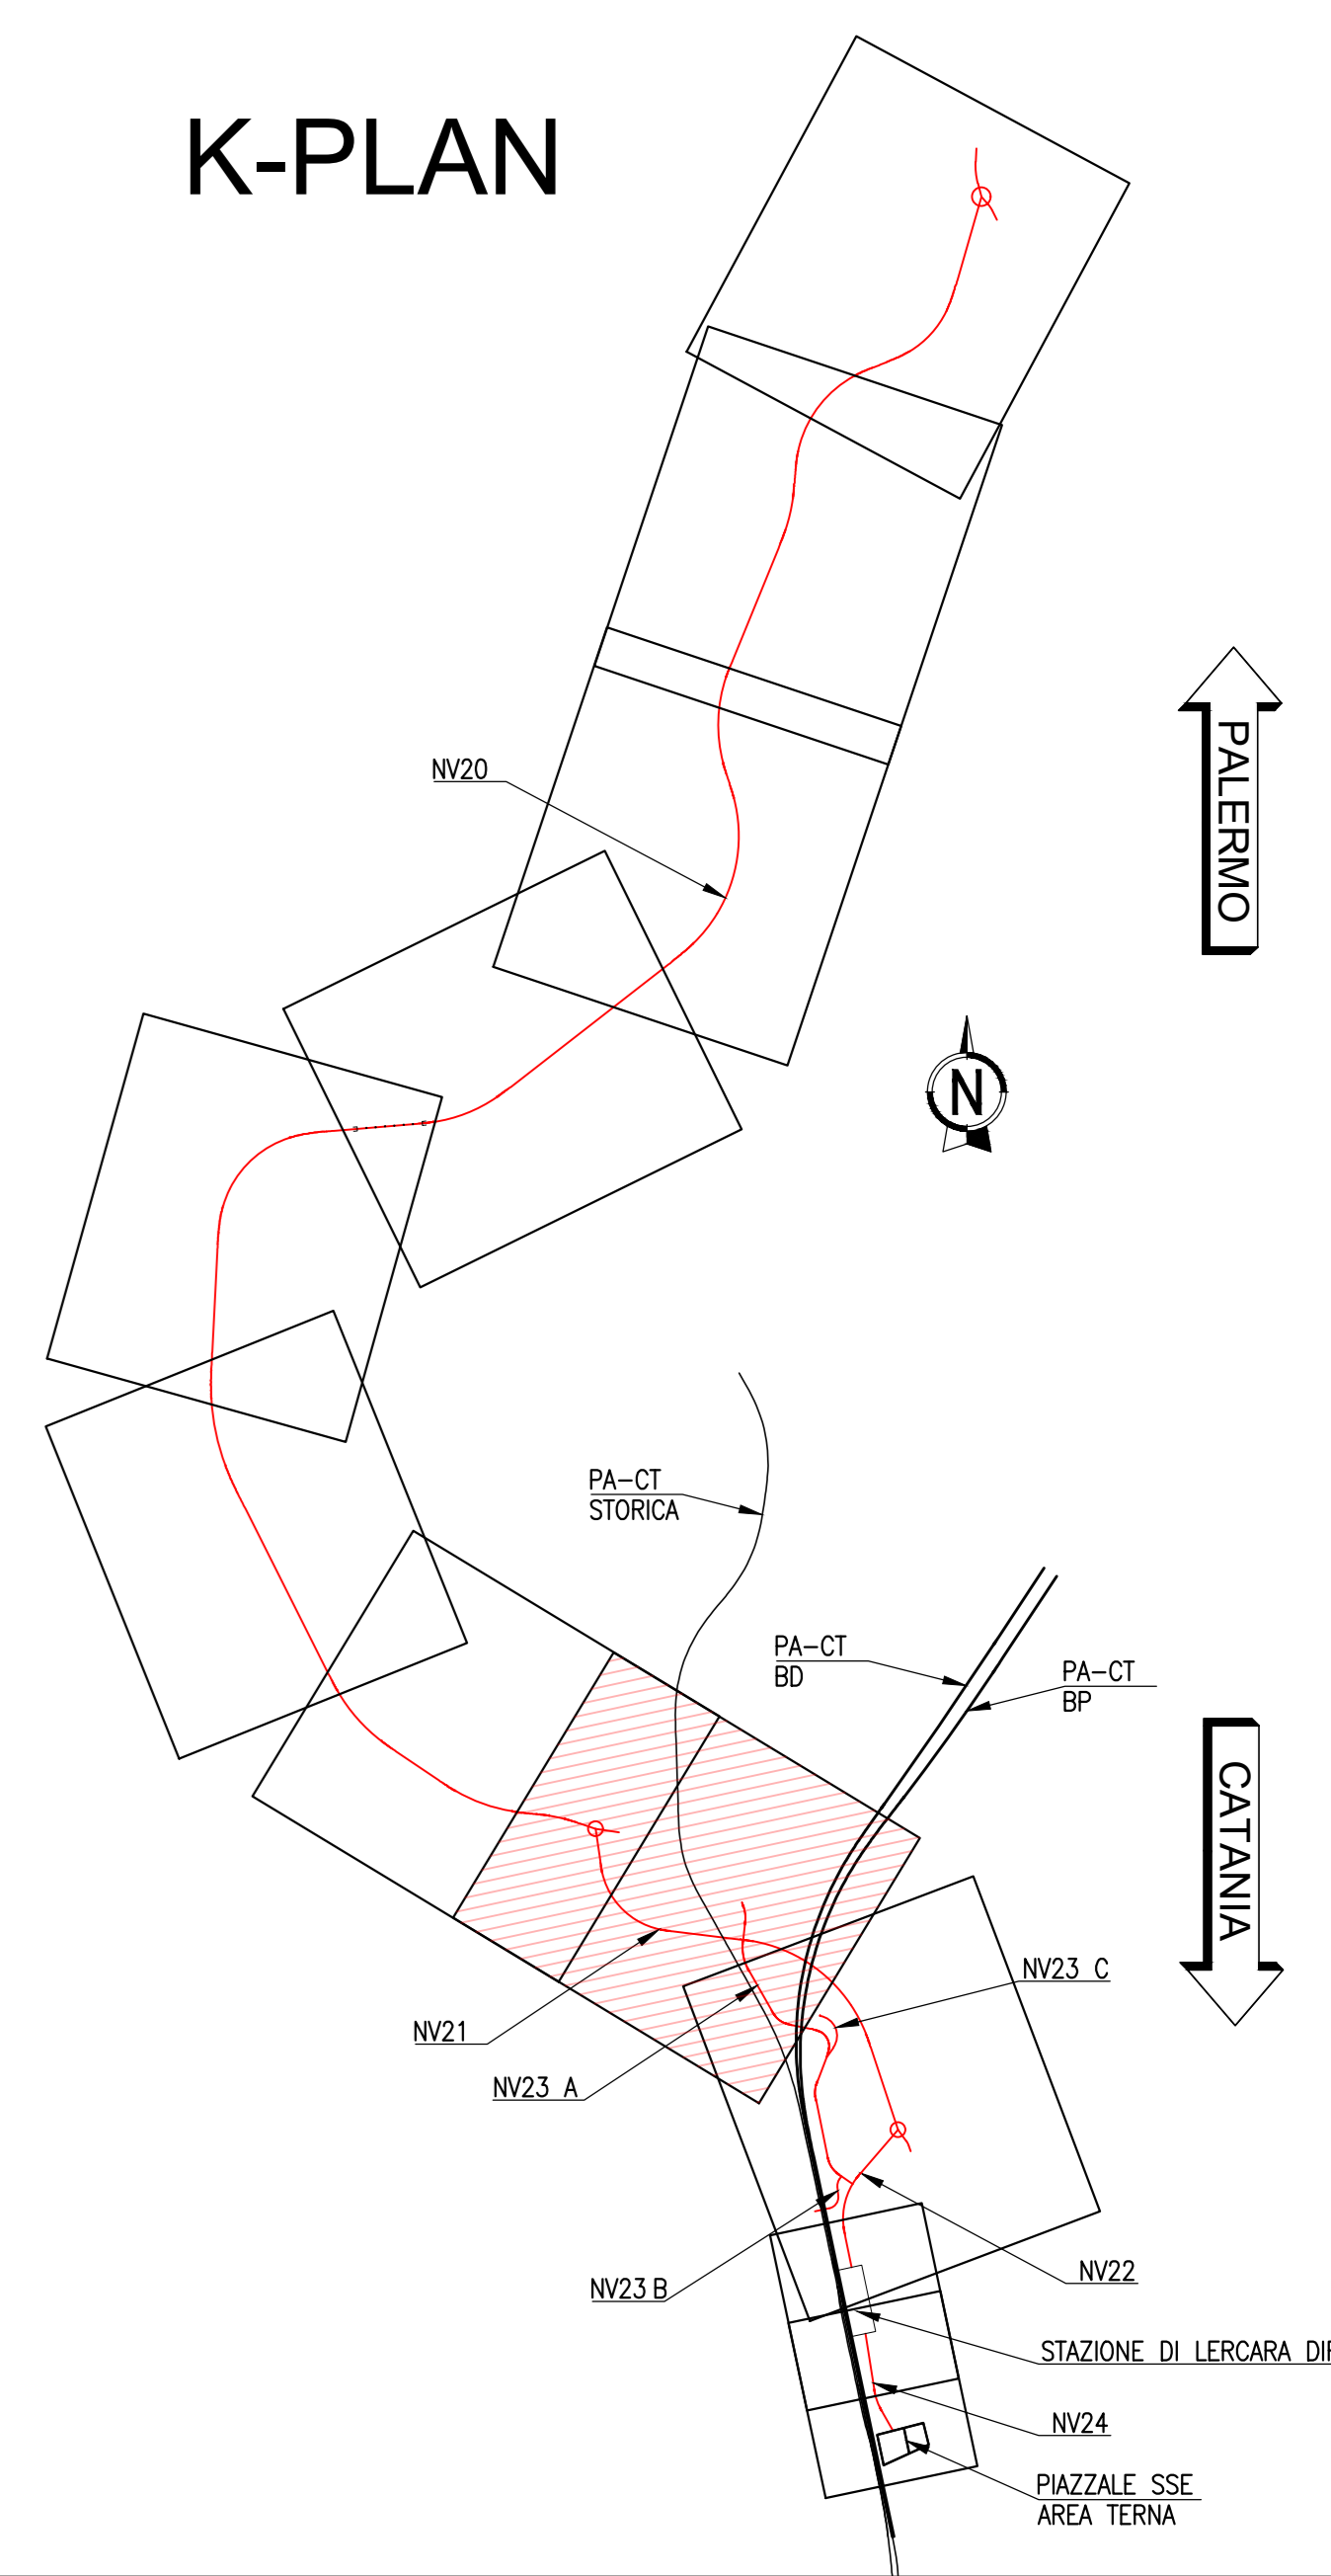 K-PLAN
NV20
PALERMO
N
PA-CT
STORICA
PA-CT
BD
PA-CT
BP
CATANIA
NV23 C
NV21
NV23 A
NV23 B
NV22
STAZIONE DI LERCARA
NV24
PIAZZALE SSE
AREA TERNA